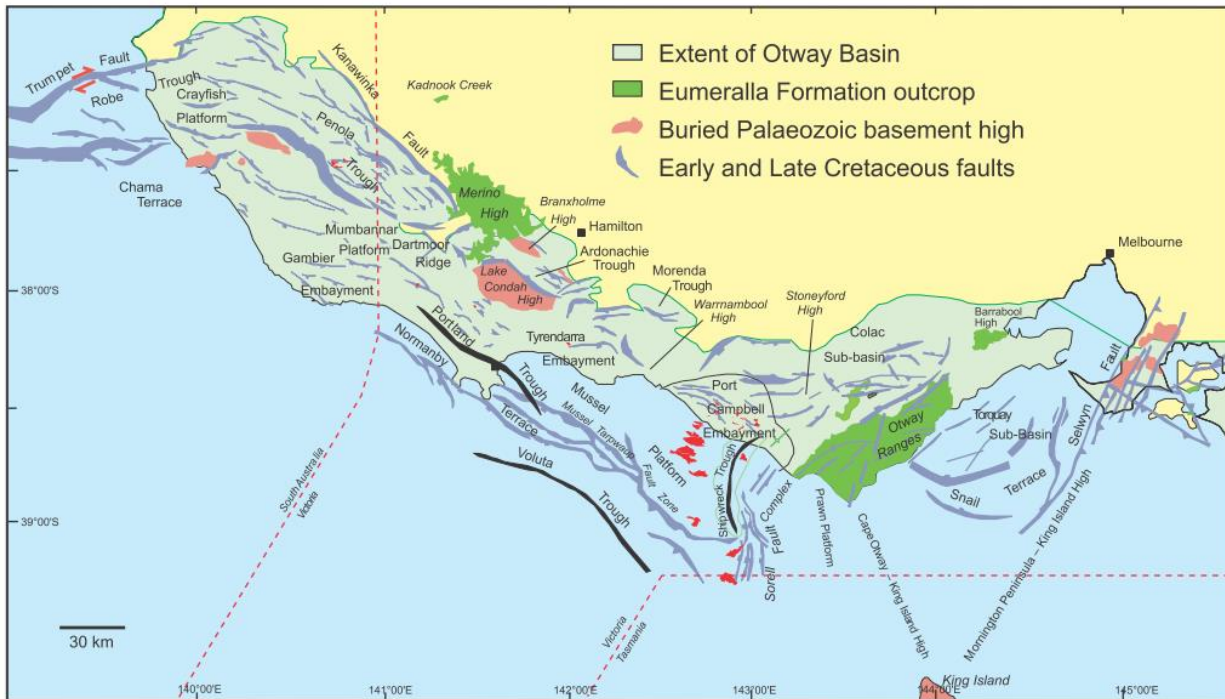 Extent of Otway Basin
Eumeralla Formation outcrop
Buried Palaeozoic basement high
Early and Late Cretaceous faults
Trumpet Fault
Robe
Trough
Crayfish
Platform
Kanawinka
Fault
Kadnook Creek
Penola
Trough
Chama
Terrace
Merino
High
Branxholme
High
Hamilton
Melbourne
Mumbannar
Platform
Dartmoor
Ridge
Ardonachie
Trough
Gambier
Embayment
Lake
Condah
High
Morenda
Trough
Warrnambool
High
Stoneyford
High
Colac
Sub-basin
Barrabool
High
38°00'S
Portland
Trough
Normanby
Terrace
Tyrendarra
Embayment
Mussel
Platform
Mussel
Tarpwaup
Fault
Zone
Port
Campbell
Embayment
Otway
Ranges
Torquay
Sub-Basin
Selwyn
Fault
Snail
Terrace
Voluta
Trough
Shipwreck Trough
Sorell
Fault
Complex
Prawn Platform
Cape Otway – King Island High
Mornington Peninsula – King Island High
South Australia
Victoria
39°00'S
Victoria
Tasmania
30 km
King Island
140°00'E
141°00'E
142°00'E
143°00'E
144°00'E
145°00'E